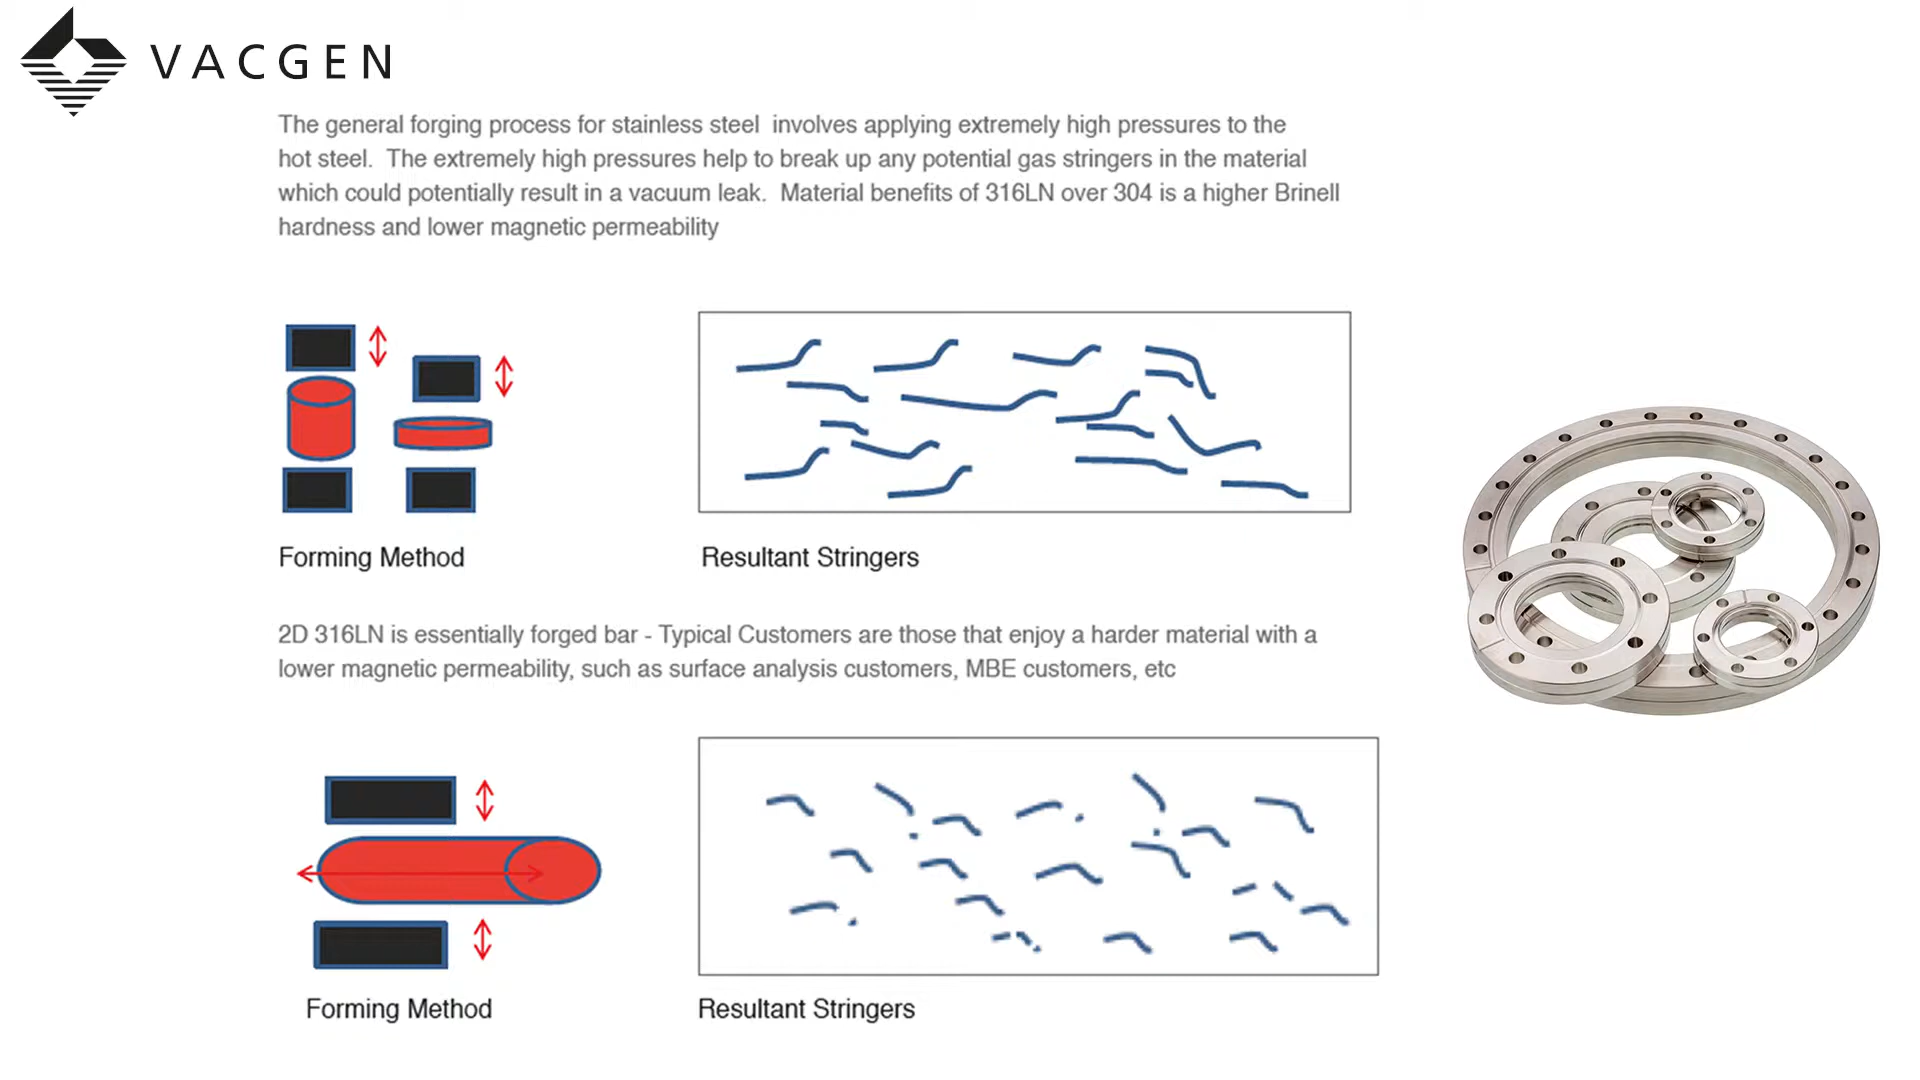 VACGEN
The general forging process for stainless steel  involves applying extremely high pressures to the
hot steel.  The extremely high pressures help to break up any potential gas stringers in the material
which could potentially result in a vacuum leak.  Material benefits of 316LN over 304 is a higher Brinell
hardness and lower magnetic permeability
Forming Method
Resultant Stringers
2D 316LN is essentially forged bar - Typical Customers are those that enjoy a harder material with a
lower magnetic permeability, such as surface analysis customers, MBE customers, etc
Forming Method
Resultant Stringers